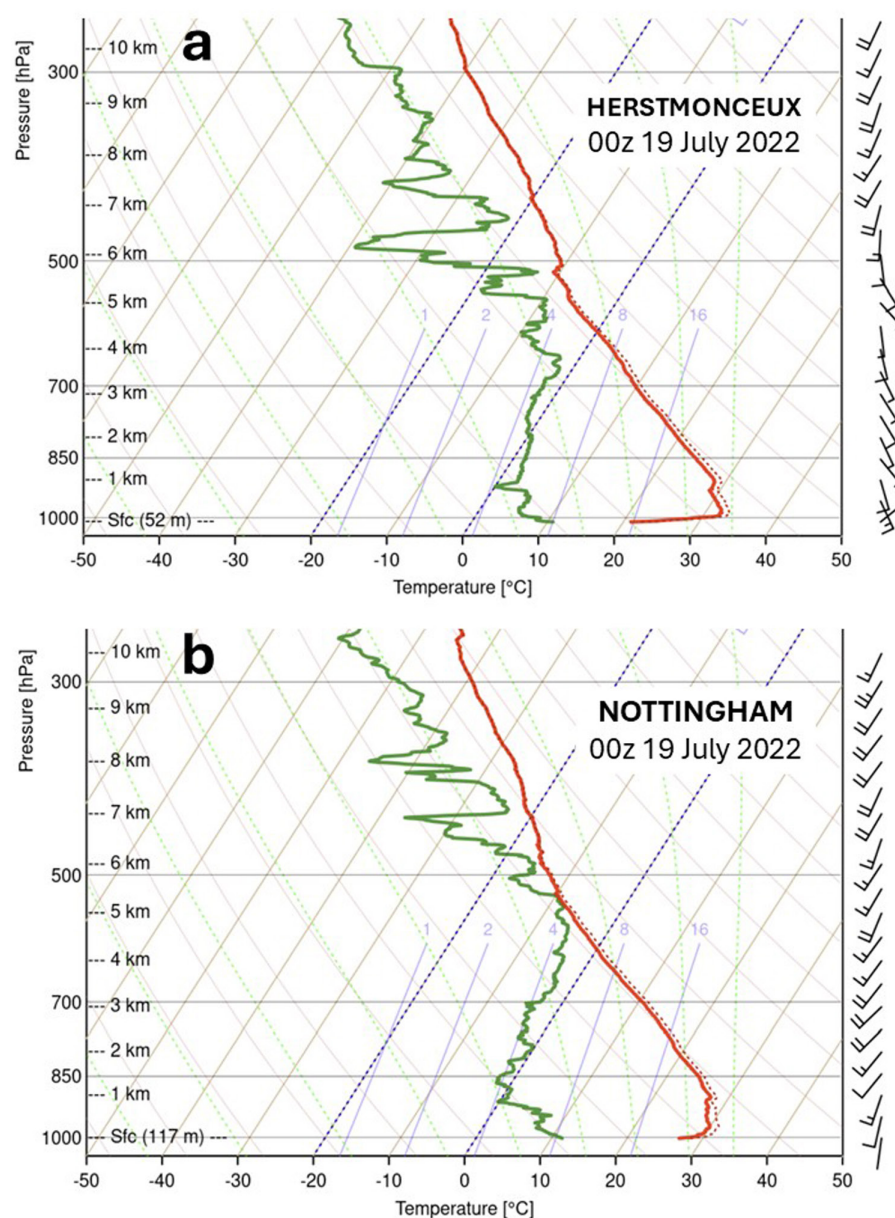 a
Pressure [hPa]
--- 10 km
300
--- 9 km
HERSTMONCEUX
00z 19 July 2022
--- 8 km
--- 7 km
500
--- 6 km
--- 5 km
1 2 4 8 16
--- 4 km
700
--- 3 km
--- 2 km
850
--- 1 km
1000
--- Sfc (52 m) ---
-50 -40 -30 -20 -10 0 10 20 30 40 50
Temperature [°C]
b
Pressure [hPa]
--- 10 km
300
--- 9 km
NOTTINGHAM
00z 19 July 2022
--- 8 km
--- 7 km
500
--- 6 km
--- 5 km
1 2 4 8 16
--- 4 km
700
--- 3 km
--- 2 km
850
--- 1 km
1000
--- Sfc (117 m) ---
-50 -40 -30 -20 -10 0 10 20 30 40 50
Temperature [°C]